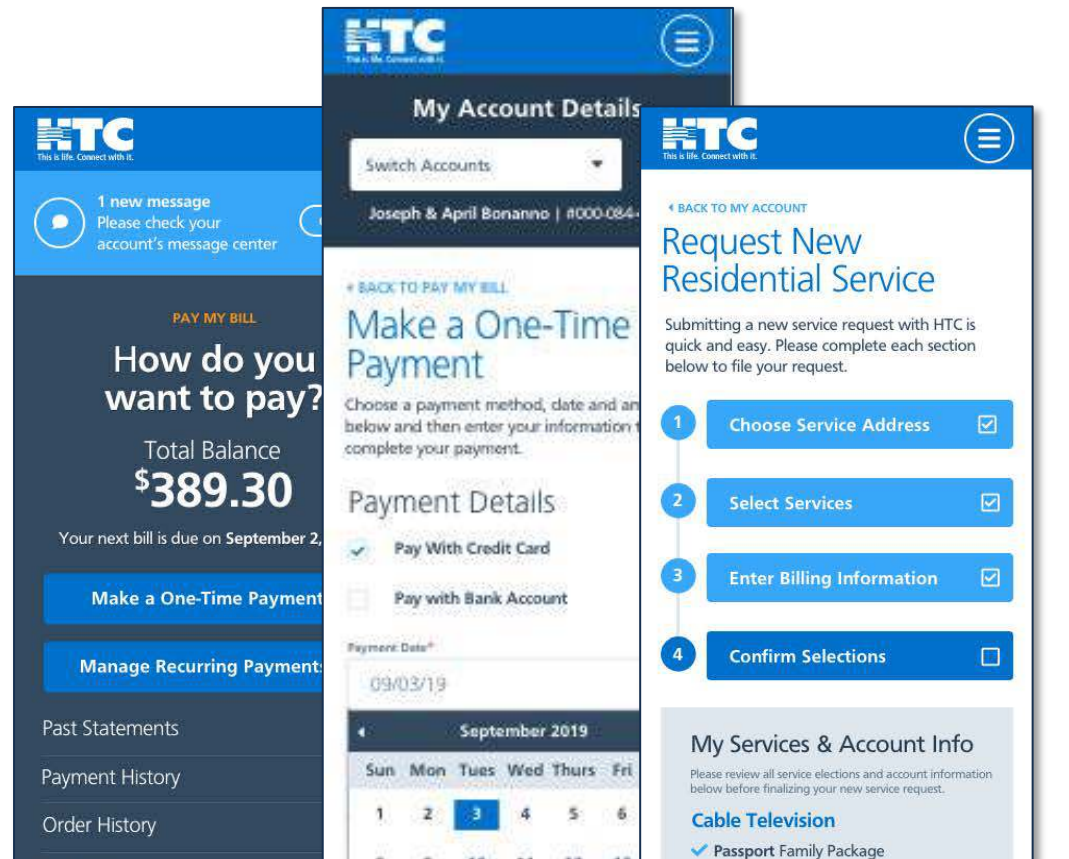 HTC
This is life. Connect with it.
1 new message
Please check your
account's message center
PAY MY BILL
How do you
want to pay?
Total Balance
$389.30
Your next bill is due on September 2,
Make a One-Time Payment
Manage Recurring Payments
Past Statements
Payment History
Order History
HTC
This is life. Connect with it.
My Account Details
Switch Accounts
Joseph & April Bonanno | #000-084-
BACK TO PAY MY BILL
Make a One-Time
Payment
Choose a payment method, date and
below and then enter your information
complete your payment.
Payment Details
Pay With Credit Card
Pay with Bank Account
Payment Date*
09/03/19
September 2019
Sun Mon Tues Wed Thurs Fri
1 2 3 4 5 6
HTC
This is life. Connect with it.
BACK TO MY ACCOUNT
Request New
Residential Service
Submitting a new service request with HTC is
quick and easy. Please complete each section
below to file your request.
1 Choose Service Address
2 Select Services
3 Enter Billing Information
4 Confirm Selections
My Services & Account Info
Please review all service elections and account information
below before finalizing your new service request.
Cable Television
Passport Family Package